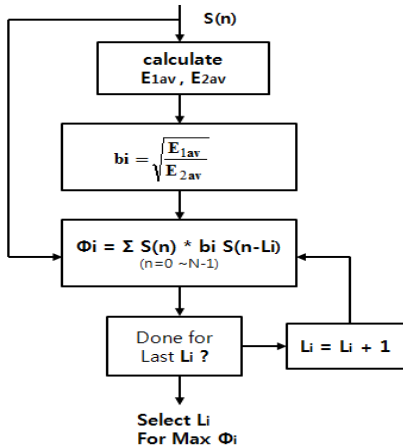 S(n)
calculate
E1av , E2av
bi = √(E1av / E2av)
Φi = Σ S(n) * bi S(n-Li)
(n=0 ~N-1)
Done for
Last Li ?
Li = Li + 1
Select Li
For Max Φi